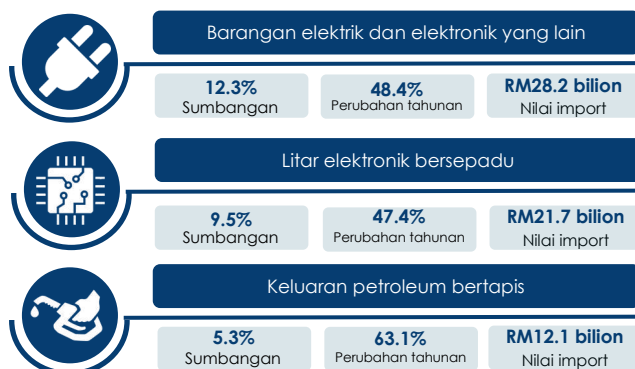 Barangan elektrik dan elektronik yang lain
12.3%
Sumbangan
48.4%
Perubahan tahunan
RM28.2 bilion
Nilai import
Litar elektronik bersepadu
9.5%
Sumbangan
47.4%
Perubahan tahunan
RM21.7 bilion
Nilai import
Keluaran petroleum bertapis
5.3%
Sumbangan
63.1%
Perubahan tahunan
RM12.1 bilion
Nilai import